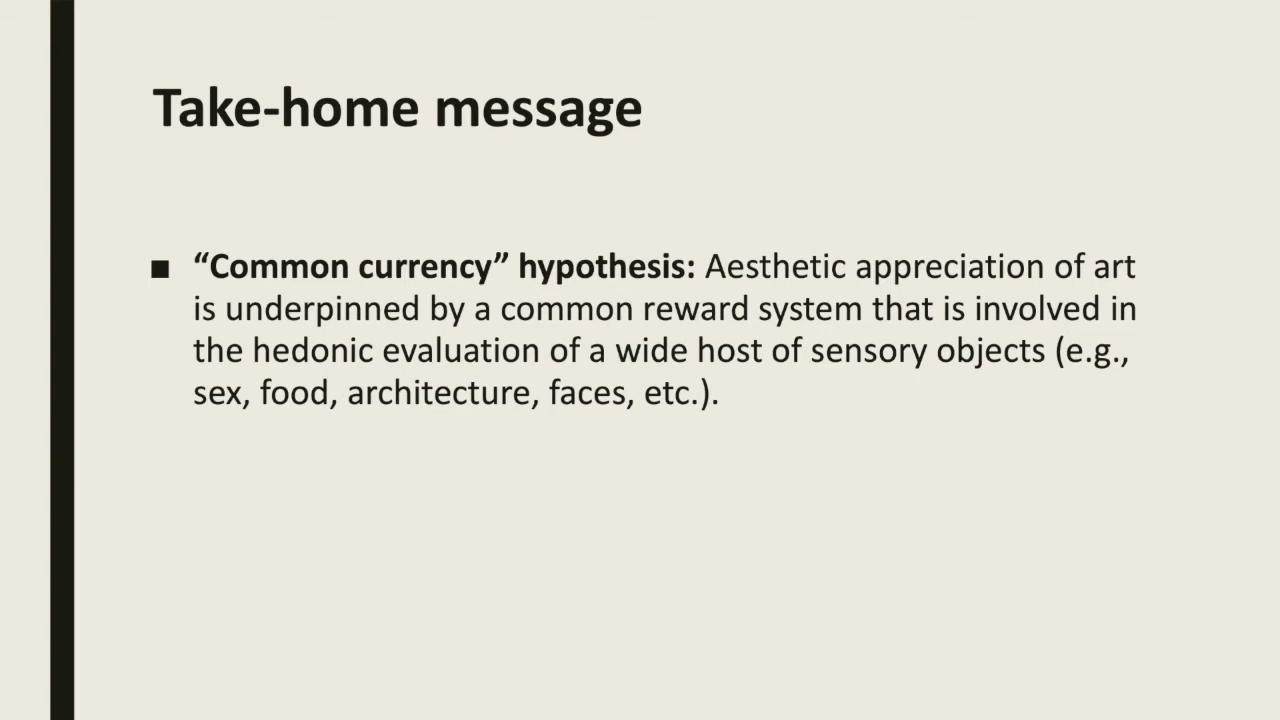 Take-home message
■ “Common currency” hypothesis: Aesthetic appreciation of art
is underpinned by a common reward system that is involved in
the hedonic evaluation of a wide host of sensory objects (e.g.,
sex, food, architecture, faces, etc.).